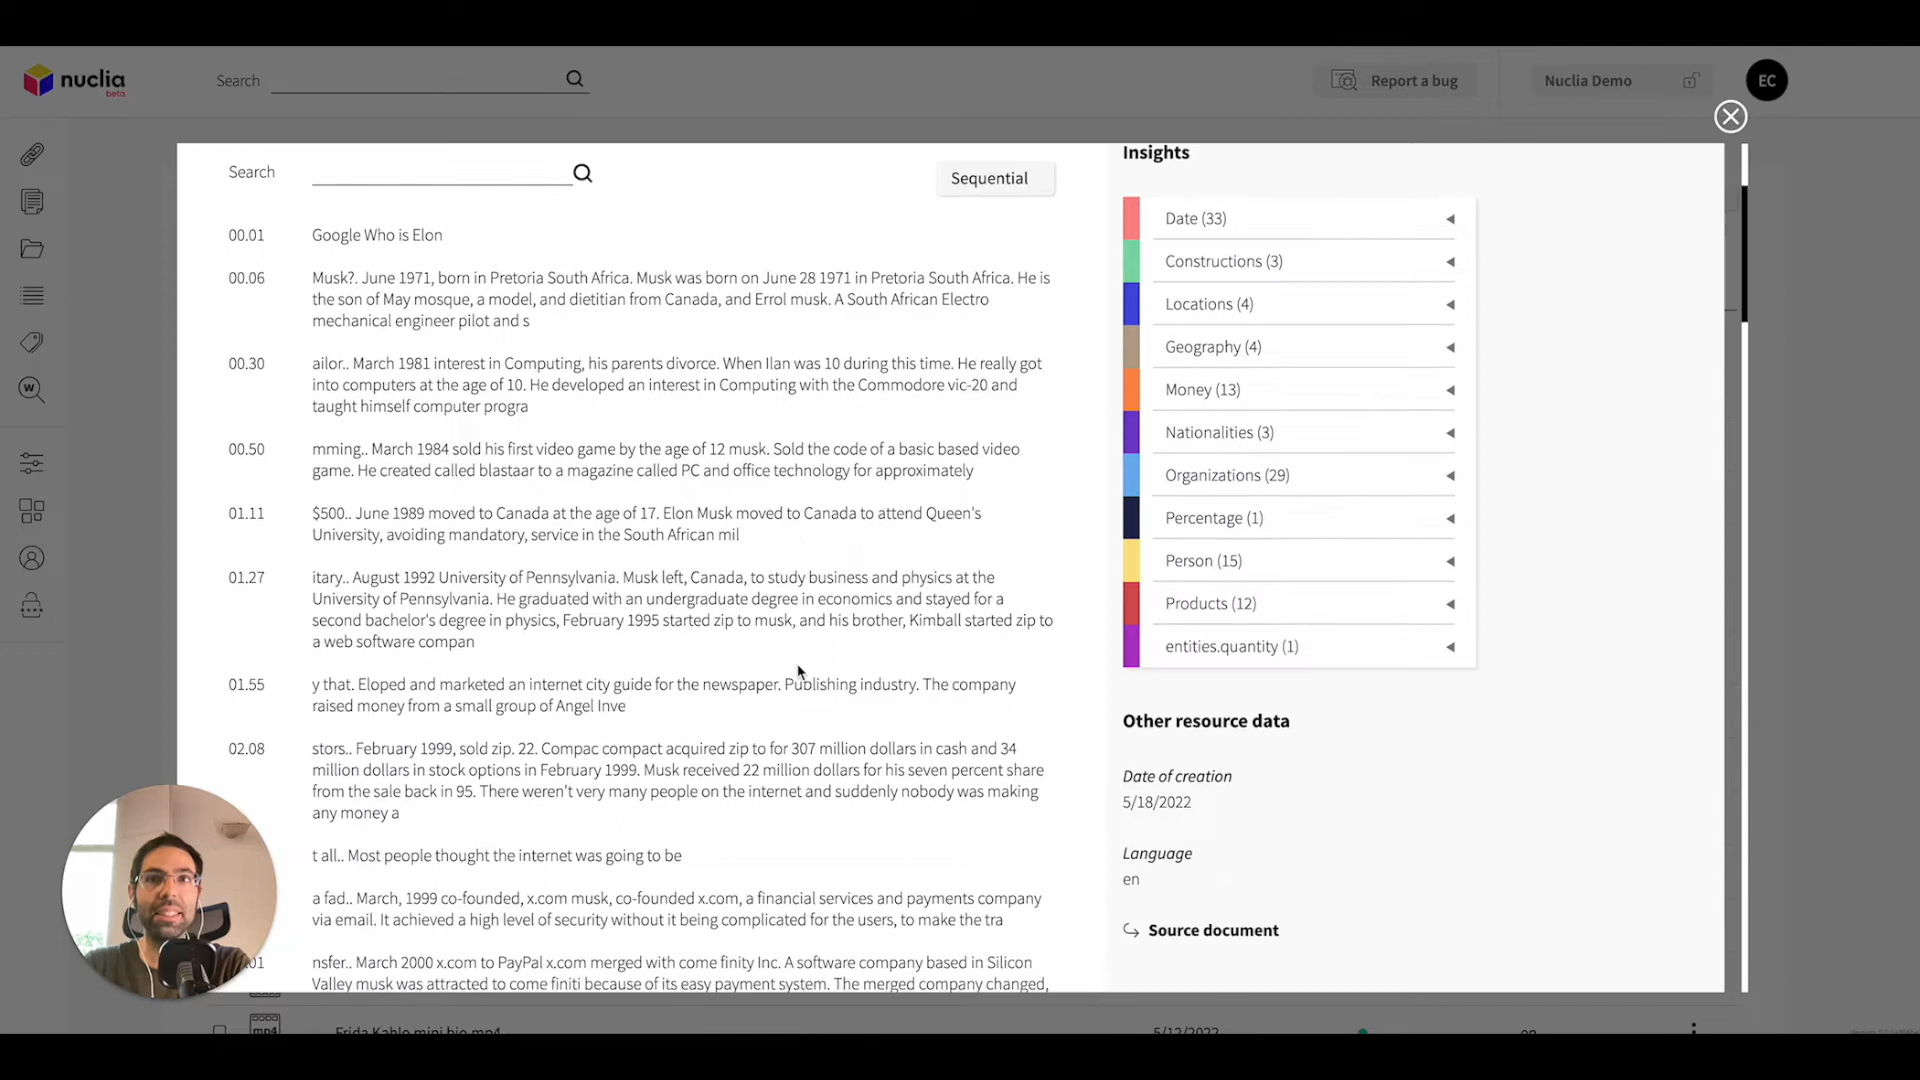 nuclia
beta
Search
Report a bug
Nuclia Demo
EC
Search
Sequential
00.01 Google Who is Elon
00.06 Musk?. June 1971, born in Pretoria South Africa. Musk was born on June 28 1971 in Pretoria South Africa. He is
the son of May mosque, a model, and dietitian from Canada, and Errol musk. A South African Electro
mechanical engineer pilot and s
00.30 ailor.. March 1981 interest in Computing, his parents divorce. When Ilan was 10 during this time. He really got
into computers at the age of 10. He developed an interest in Computing with the Commodore vic-20 and
taught himself computer progra
00.50 mming.. March 1984 sold his first video game by the age of 12 musk. Sold the code of a basic based video
game. He created called blastaar to a magazine called PC and office technology for approximately
01.11 $500.. June 1989 moved to Canada at the age of 17. Elon Musk moved to Canada to attend Queen's
University, avoiding mandatory, service in the South African mil
01.27 itary.. August 1992 University of Pennsylvania. Musk left, Canada, to study business and physics at the
University of Pennsylvania. He graduated with an undergraduate degree in economics and stayed for a
second bachelor's degree in physics, February 1995 started zip to musk, and his brother, Kimball started zip to
a web software compan
01.55 y that. Eloped and marketed an internet city guide for the newspaper. Publishing industry. The company
raised money from a small group of Angel Inve
02.08 stors.. February 1999, sold zip. 22. Compac compact acquired zip to for 307 million dollars in cash and 34
million dollars in stock options in February 1999. Musk received 22 million dollars for his seven percent share
from the sale back in 95. There weren't very many people on the internet and suddenly nobody was making
any money a
t all.. Most people thought the internet was going to be
a fad.. March, 1999 co-founded, x.com musk, co-founded x.com, a financial services and payments company
via email. It achieved a high level of security without it being complicated for the users, to make the tra
01 nsfer.. March 2000 x.com to PayPal x.com merged with come finity Inc. A software company based in Silicon
Valley musk was attracted to come finiti because of its easy payment system. The merged company changed,
Insights
Date (33)
Constructions (3)
Locations (4)
Geography (4)
Money (13)
Nationalities (3)
Organizations (29)
Percentage (1)
Person (15)
Products (12)
entities.quantity (1)
Other resource data
Date of creation
5/18/2022
Language
en
Source document
mp4 Frida Kahlo mini bio.mp4 5/12/2022 en